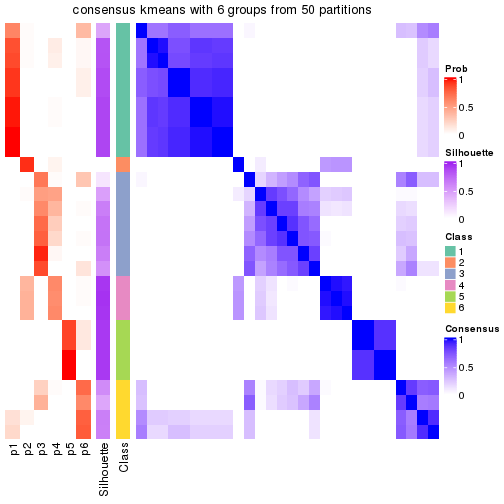 consensus kmeans with 6 groups from 50 partitions
Prob
1
0.5
0
Silhouette
1
0.5
0
Class
1
2
3
4
5
6
Consensus
1
0.5
0
p1
p2
p3
p4
p5
p6
Silhouette
Class